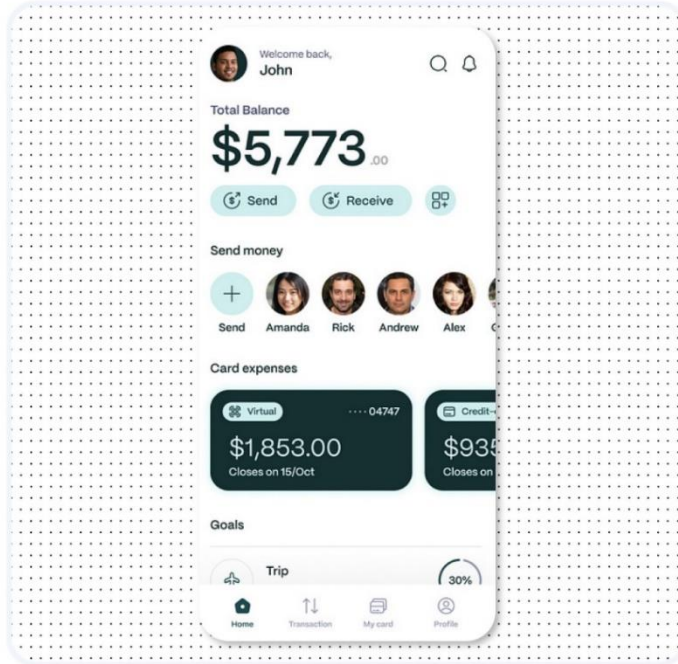 Welcome back,
John
Total Balance
$5,773.00
Send
Receive
Send money
Send Amanda Rick Andrew Alex
Card expenses
Virtual ···· 04747
$1,853.00
Closes on 15/Oct
Credit-
$935
Closes on
Goals
Trip
30%
Home Transaction My card Profile